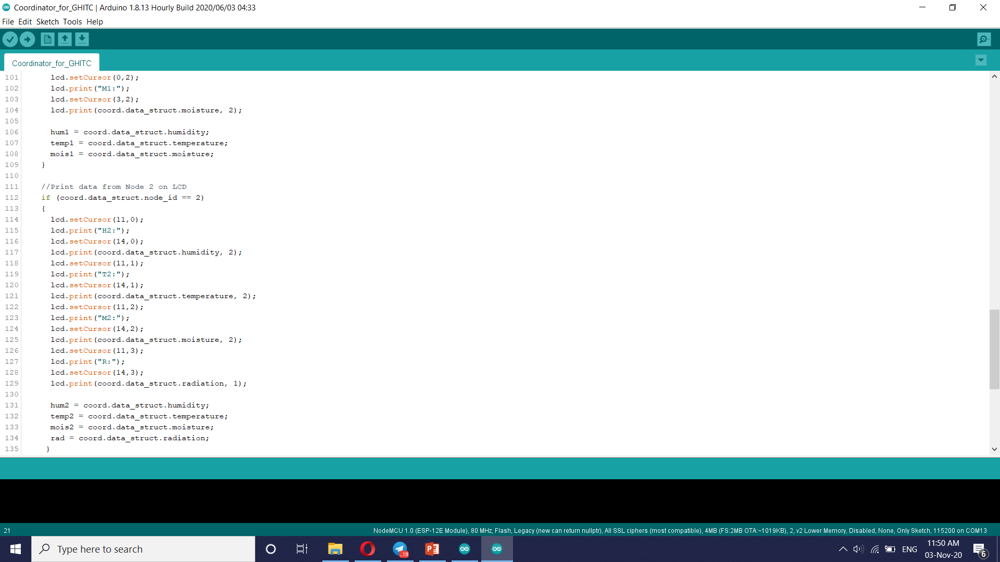 Coordinator_for_GHITC | Arduino 1.8.13 Hourly Build 2020/06/03 04:33
File Edit Sketch Tools Help
Coordinator_for_GHITC
101 lcd.setCursor(0,2);
102 lcd.print("M1:");
103 lcd.setCursor(3,2);
104 lcd.print(coord.data_struct.moisture, 2);
105
106 hum1 = coord.data_struct.humidity;
107 temp1 = coord.data_struct.temperature;
108 mois1 = coord.data_struct.moisture;
109 }
110
111 //Print data from Node 2 on LCD
112 if (coord.data_struct.node_id == 2)
113 {
114 lcd.setCursor(11,0);
115 lcd.print("H2:");
116 lcd.setCursor(14,0);
117 lcd.print(coord.data_struct.humidity, 2);
118 lcd.setCursor(11,1);
119 lcd.print("T2:");
120 lcd.setCursor(14,1);
121 lcd.print(coord.data_struct.temperature, 2);
122 lcd.setCursor(11,2);
123 lcd.print("M2:");
124 lcd.setCursor(14,2);
125 lcd.print(coord.data_struct.moisture, 2);
126 lcd.setCursor(11,3);
127 lcd.print("R:");
128 lcd.setCursor(14,3);
129 lcd.print(coord.data_struct.radiation, 1);
130
131 hum2 = coord.data_struct.humidity;
132 temp2 = coord.data_struct.temperature;
133 mois2 = coord.data_struct.moisture;
134 rad = coord.data_struct.radiation;
135 }
21 NodeMCU 1.0 (ESP-12E Module), 80 MHz, Flash, Legacy (new can return nullptr), All SSL ciphers (most compatible), 4MB (FS:2MB OTA:~1019KB), 2, v2 Lower Memory, Disabled, None, Only Sketch, 115200 on COM13
Type here to search
..18
ENG
11:50 AM
03-Nov-20
6